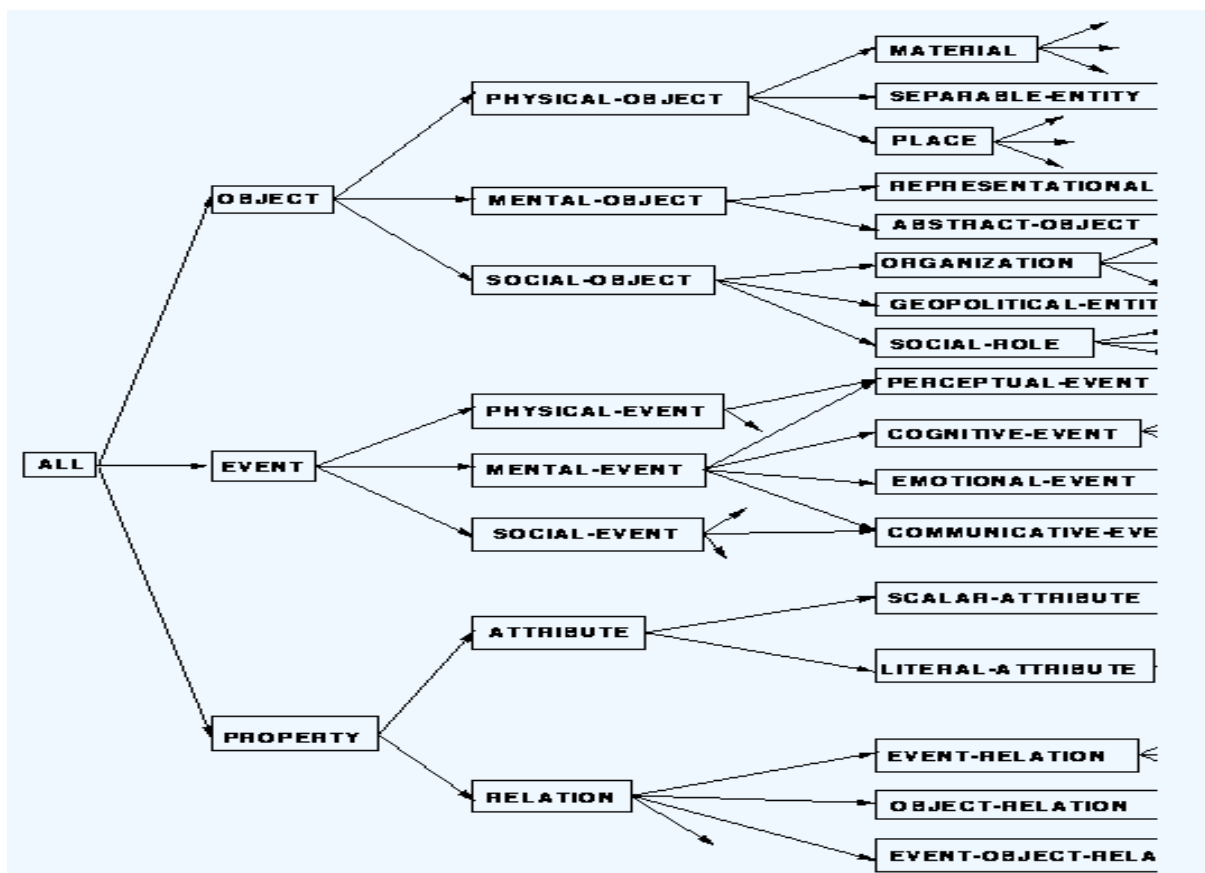 MATERIAL
PHYSICAL-OBJECT
SEPARABLE-ENTITY
PLACE
OBJECT
MENTAL-OBJECT
REPRESENTATIONAL
ABSTRACT-OBJECT
SOCIAL-OBJECT
ORGANIZATION
GEOPOLITICAL-ENTIT
SOCIAL-ROLE
PERCEPTUAL-EVENT
PHYSICAL-EVENT
COGNITIVE-EVENT
ALL
EVENT
MENTAL-EVENT
EMOTIONAL-EVENT
SOCIAL-EVENT
COMMUNICATIVE-EVE
SCALAR-ATTRIBUTE
ATTRIBUTE
LITERAL-ATTRIBUTE
PROPERTY
EVENT-RELATION
RELATION
OBJECT-RELATION
EVENT-OBJECT-RELA